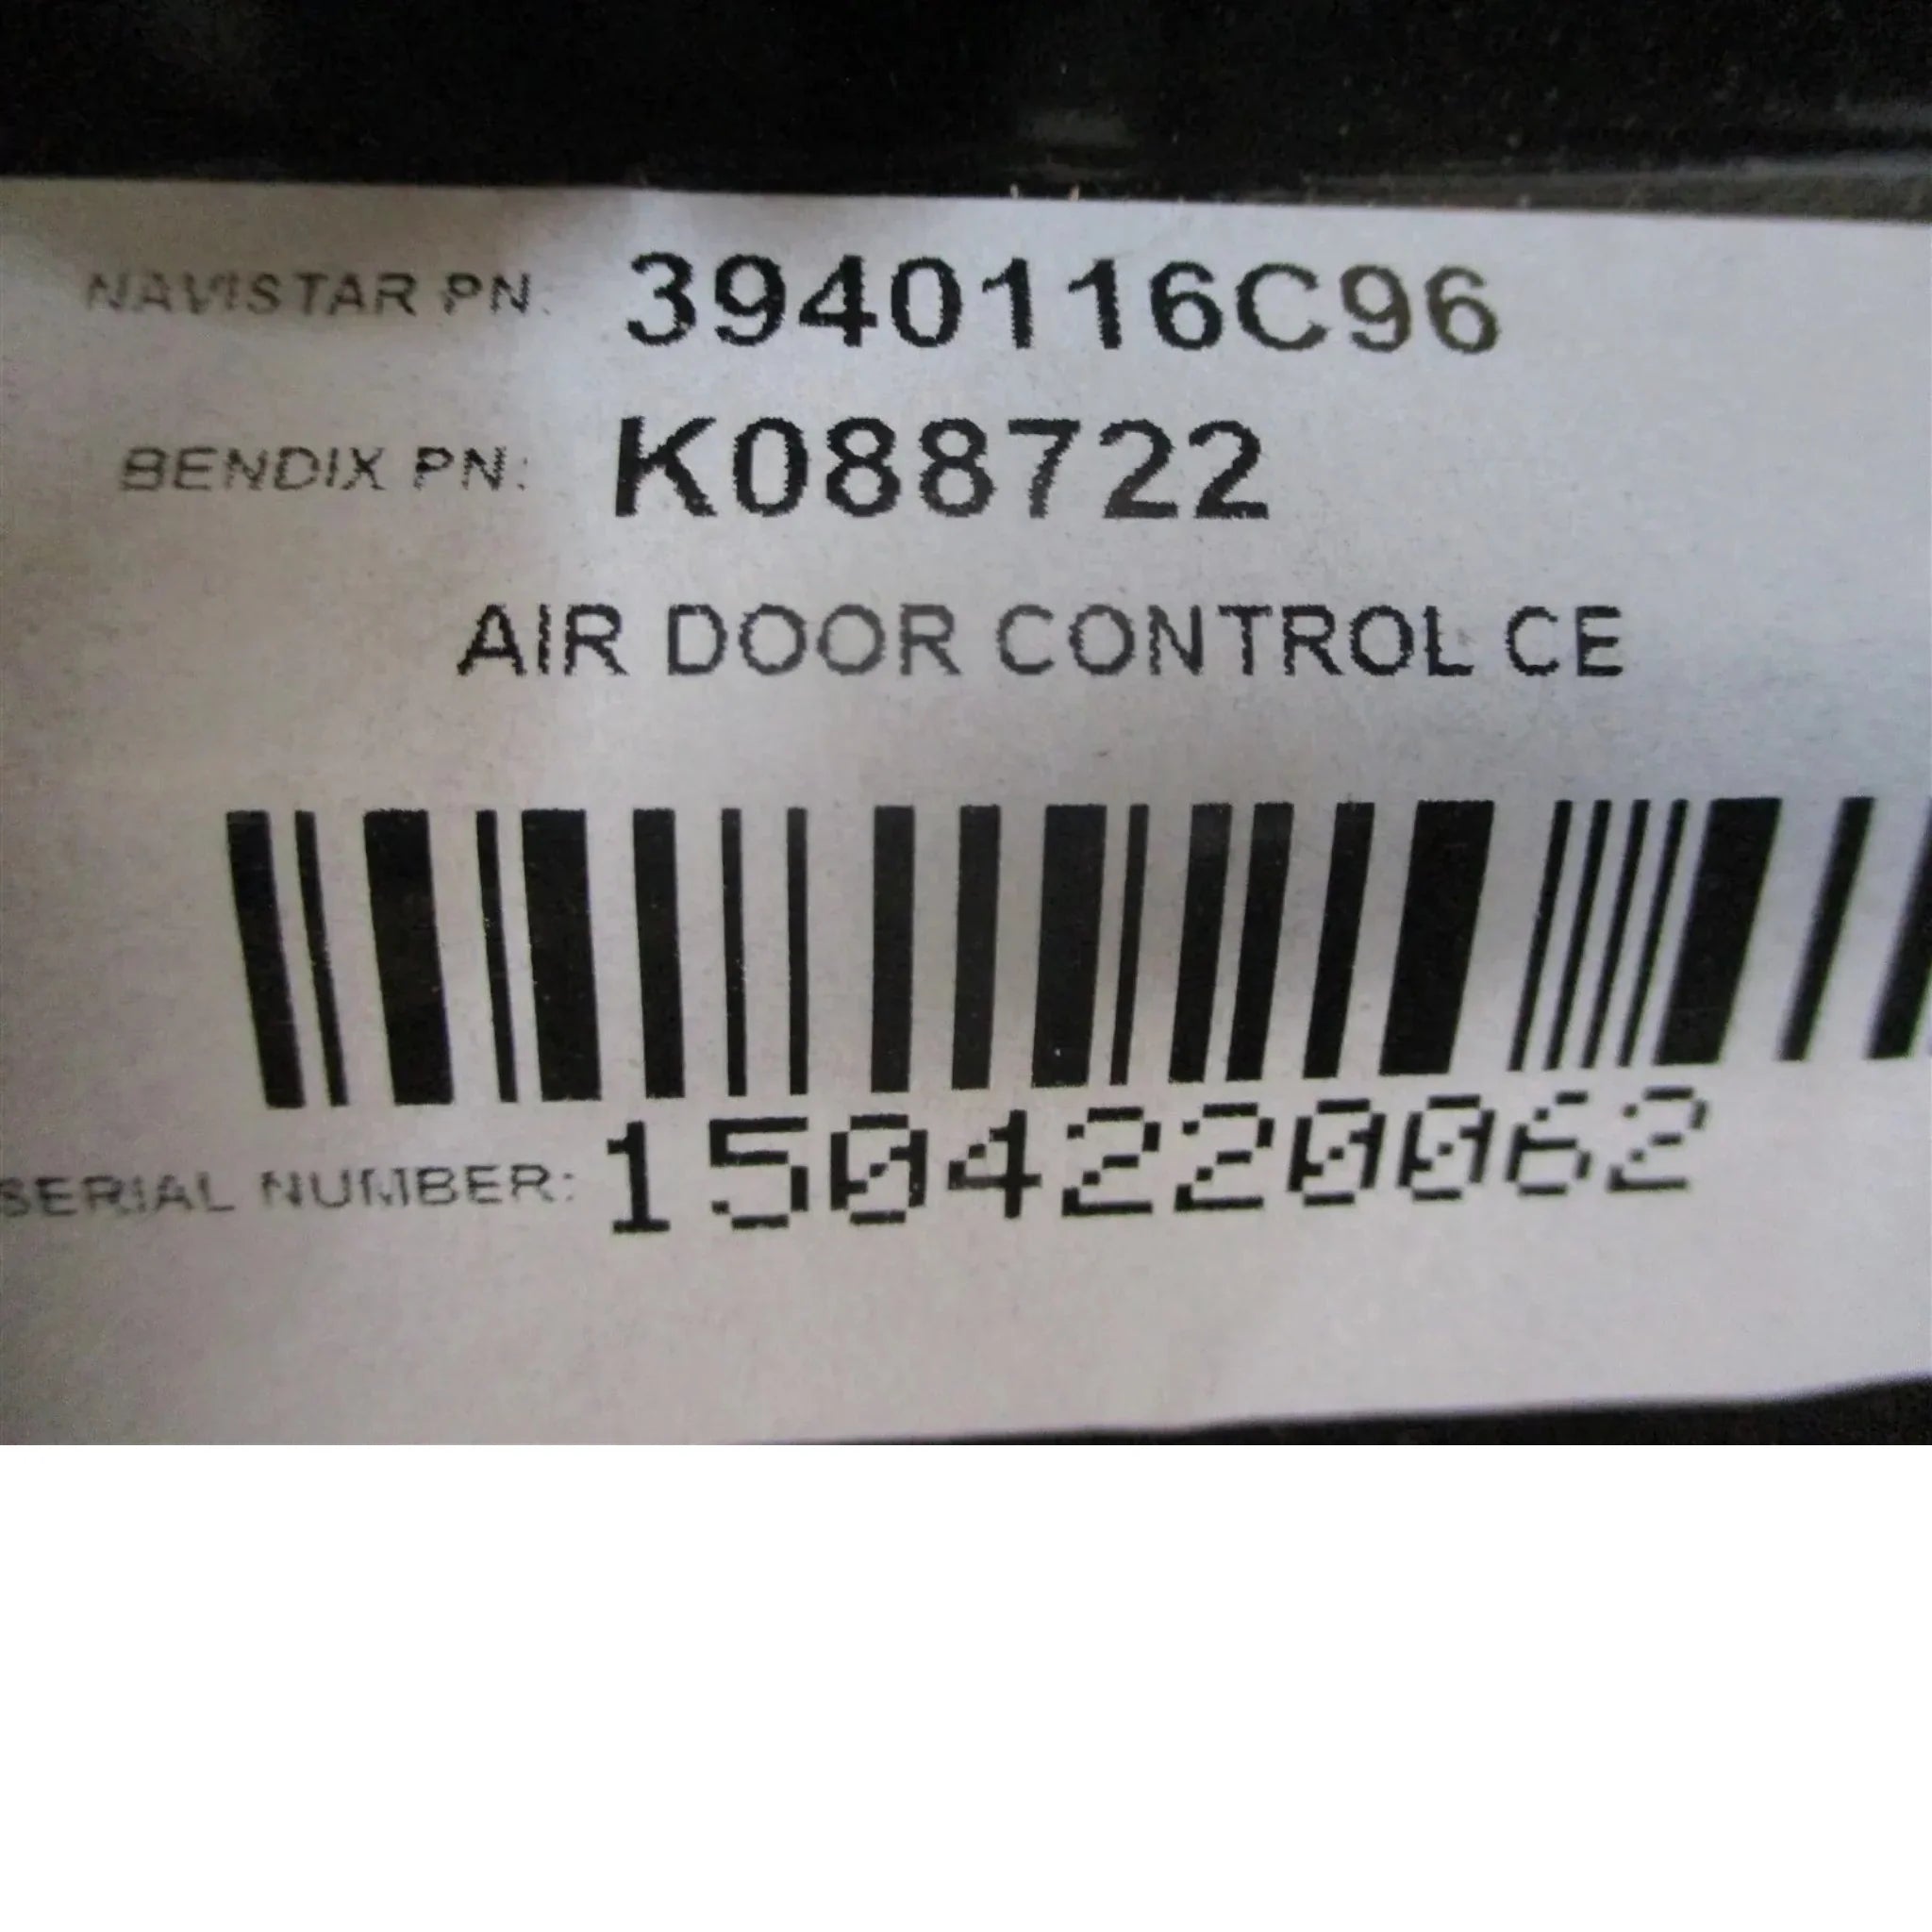 NAVISTAR PN: 3940116C96
BENDIX PN: K088722
AIR DOOR CONTROL CE
SERIAL NUMBER: 1504220062